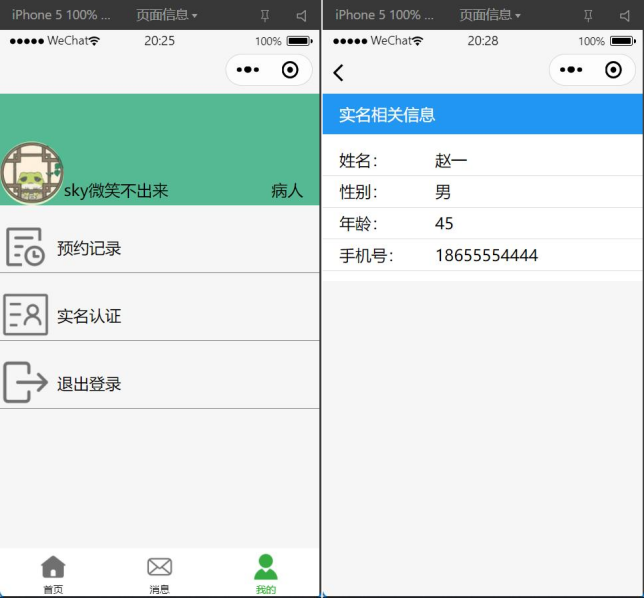 iPhone 5 100% ... 页面信息
WeChat 20:25 100%
sky微笑不出来 病人
预约记录
实名认证
退出登录
首页 消息 我的
iPhone 5 100% ... 页面信息
WeChat 20:28 100%
实名相关信息
姓名: 赵一
性别: 男
年龄: 45
手机号: 18655554444